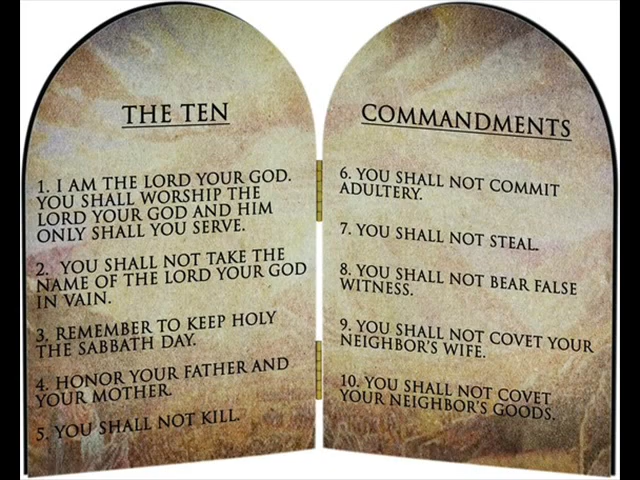 THE TEN
1. I AM THE LORD YOUR GOD.
YOU SHALL WORSHIP THE
LORD YOUR GOD AND HIM
ONLY SHALL YOU SERVE.
2. YOU SHALL NOT TAKE THE
NAME OF THE LORD YOUR GOD
IN VAIN.
3. REMEMBER TO KEEP HOLY
THE SABBATH DAY.
4. HONOR YOUR FATHER AND
YOUR MOTHER.
5. YOU SHALL NOT KILL.
COMMANDMENTS
6. YOU SHALL NOT COMMIT
ADULTERY.
7. YOU SHALL NOT STEAL.
8. YOU SHALL NOT BEAR FALSE
WITNESS.
9. YOU SHALL NOT COVET YOUR
NEIGHBOR'S WIFE.
10. YOU SHALL NOT COVET
YOUR NEIGHBOR'S GOODS.